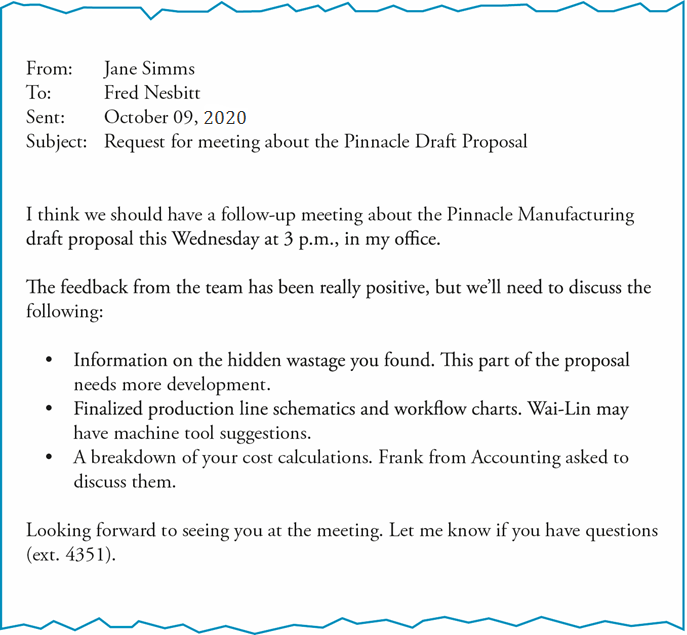 From: Jane Simms
To: Fred Nesbitt
Sent: October 09, 2020
Subject: Request for meeting about the Pinnacle Draft Proposal
I think we should have a follow-up meeting about the Pinnacle Manufacturing
draft proposal this Wednesday at 3 p.m., in my office.
The feedback from the team has been really positive, but we’ll need to discuss the
following:
• Information on the hidden wastage you found. This part of the proposal
needs more development.
• Finalized production line schematics and workflow charts. Wai-Lin may
have machine tool suggestions.
• A breakdown of your cost calculations. Frank from Accounting asked to
discuss them.
Looking forward to seeing you at the meeting. Let me know if you have questions
(ext. 4351).